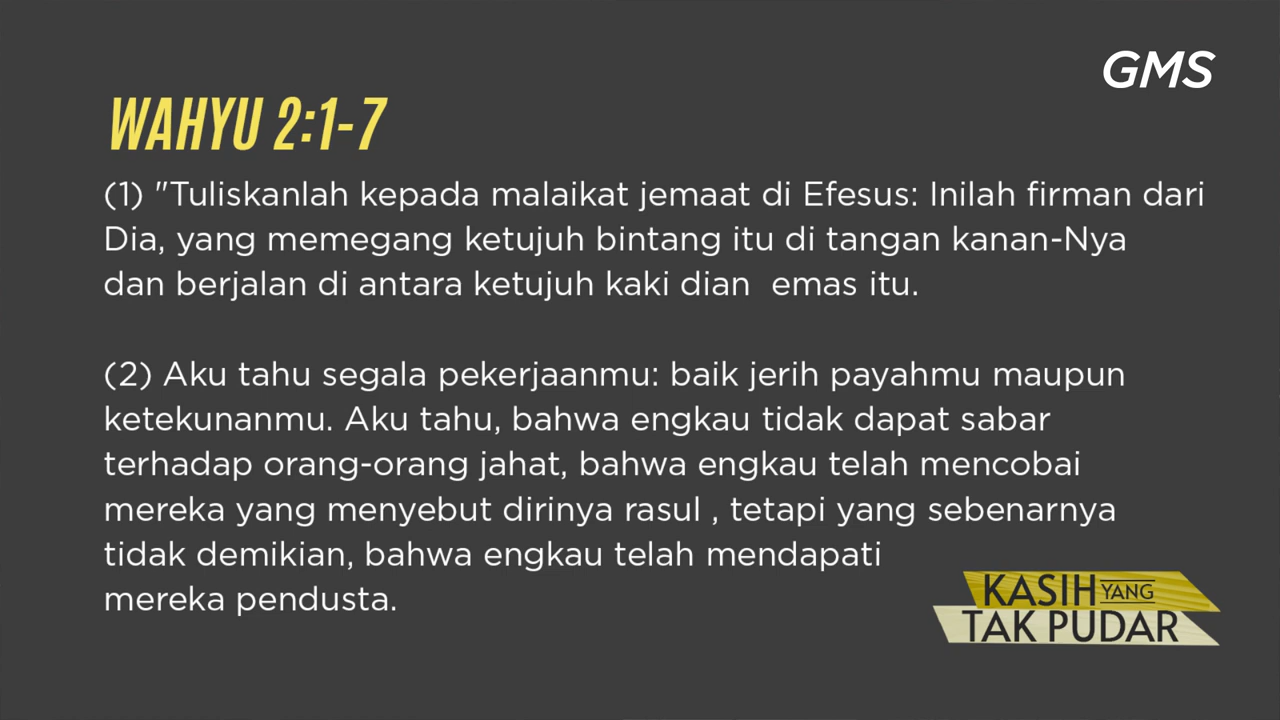 GMS
WAHYU 2:1-7
(1) "Tuliskanlah kepada malaikat jemaat di Efesus: Inilah firman dari
Dia, yang memegang ketujuh bintang itu di tangan kanan-Nya
dan berjalan di antara ketujuh kaki dian  emas itu.
(2) Aku tahu segala pekerjaanmu: baik jerih payahmu maupun
ketekunanmu. Aku tahu, bahwa engkau tidak dapat sabar
terhadap orang-orang jahat, bahwa engkau telah mencobai
mereka yang menyebut dirinya rasul , tetapi yang sebenarnya
tidak demikian, bahwa engkau telah mendapati
mereka pendusta.
KASIH YANG
TAK PUDAR